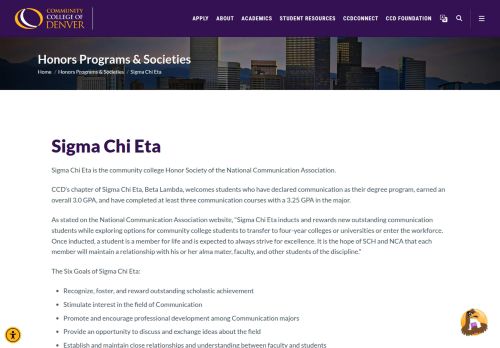 COMMUNITY
COLLEGE OF
DENVER
APPLY ABOUT ACADEMICS STUDENT RESOURCES CCDCONNECT CCD FOUNDATION
Honors Programs & Societies
Home / Honors Programs & Societies / Sigma Chi Eta
Sigma Chi Eta
Sigma Chi Eta is the community college Honor Society of the National Communication Association.
CCD's chapter of Sigma Chi Eta, Beta Lambda, welcomes students who have declared communication as their degree program, earned an
overall 3.0 GPA, and have completed at least three communication courses with a 3.25 GPA in the major.
As stated on the National Communication Association website, "Sigma Chi Eta inducts and rewards new outstanding communication
students while exploring options for community college students to transfer to four-year colleges or universities or enter the workforce.
Once inducted, a student is a member for life and is expected to always strive for excellence. It is the hope of SCH and NCA that each
member will maintain a relationship with his or her alma mater, faculty, and other students of the discipline."
The Six Goals of Sigma Chi Eta:
• Recognize, foster, and reward outstanding scholastic achievement
• Stimulate interest in the field of Communication
• Promote and encourage professional development among Communication majors
• Provide an opportunity to discuss and exchange ideas about the field
• Establish and maintain close relationships and understanding between faculty and students